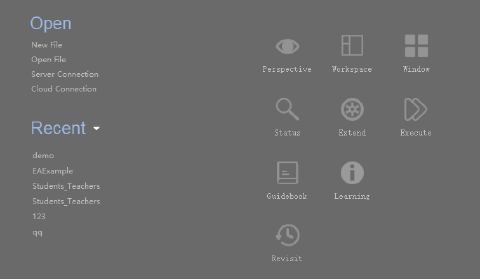 Open
New File
Open File
Server Connection
Cloud Connection
Recent
demo
EAExample
Students_Teachers
Students_Teachers
123
qq
Perspective
Workspace
Window
Status
Extend
Execute
Guidebook
Learning
Revisit